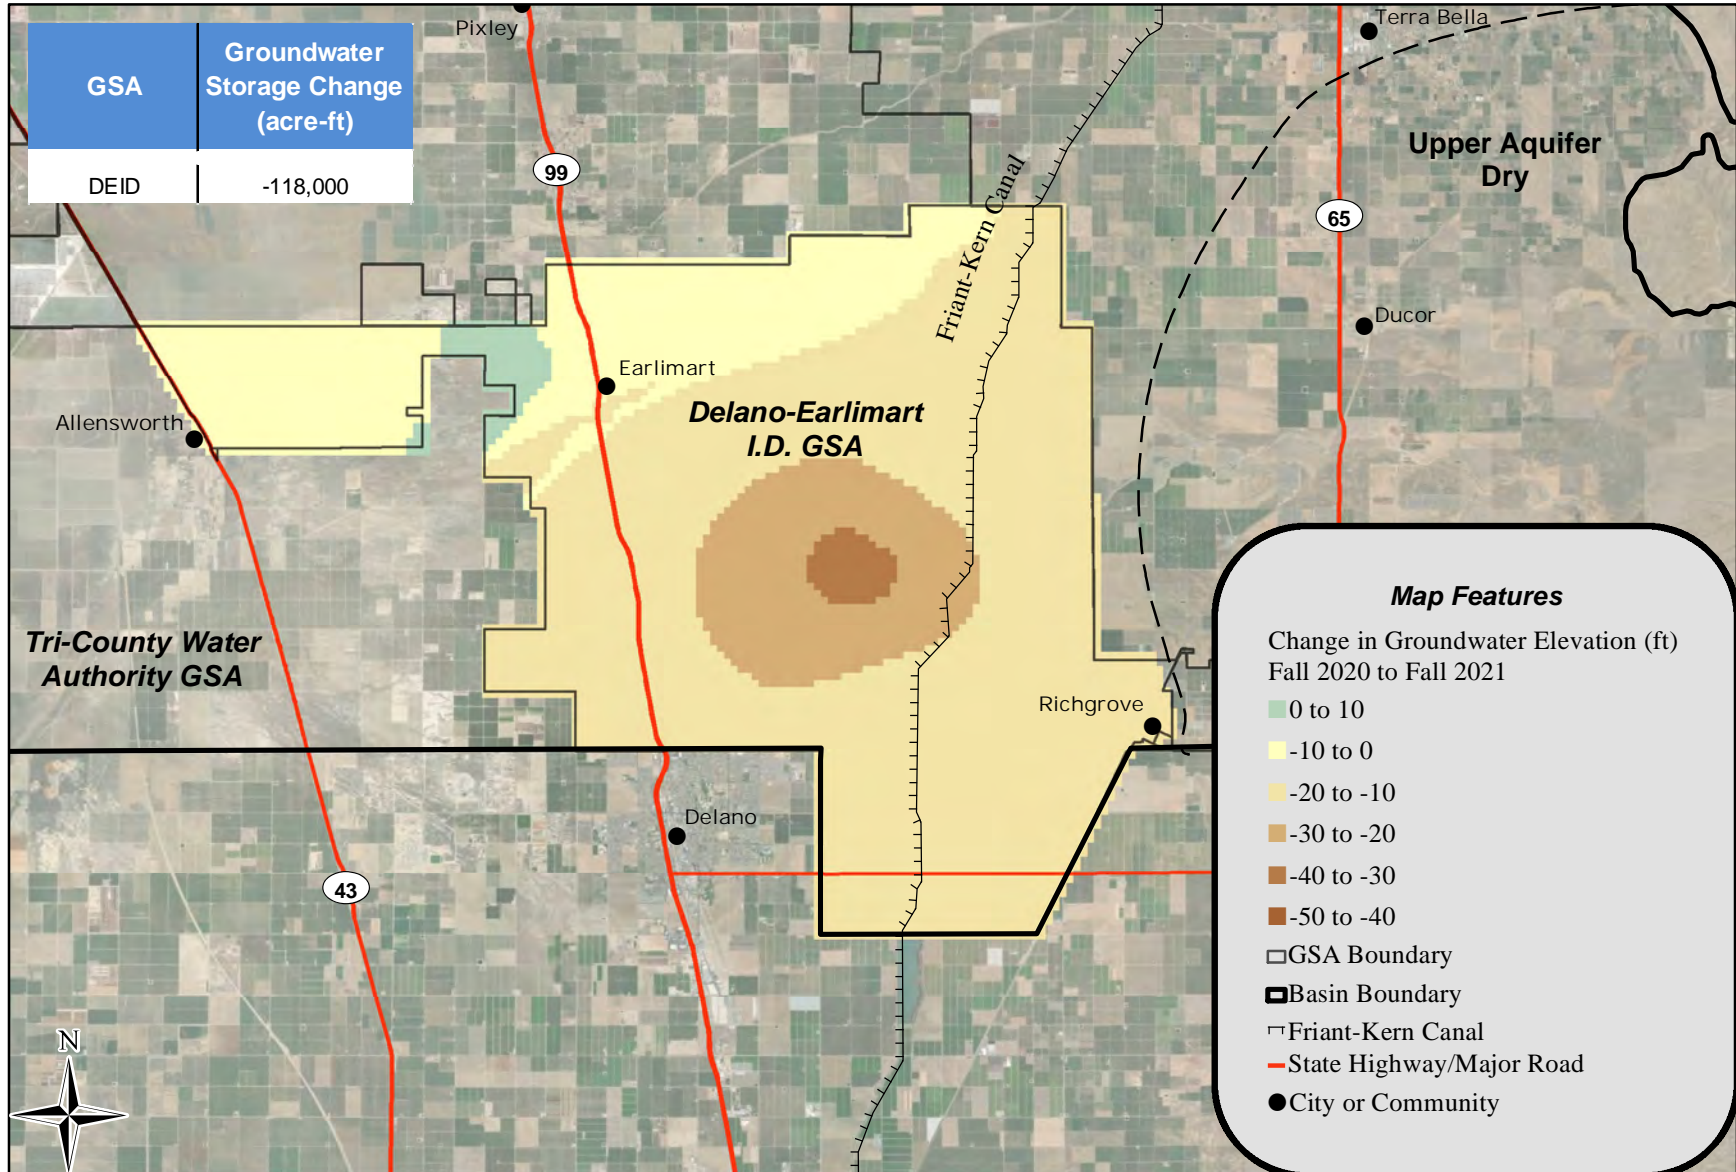 Pixley
Terra Bella
GSA
Groundwater
Storage Change
(acre-ft)
DEID
-118,000
99
Upper Aquifer
Dry
65
Friant-Kern Canal
Ducor
Earlimart
Allensworth
Delano-Earlimart
I.D. GSA
Tri-County Water
Authority GSA
Richgrove
Delano
43
N
Map Features
Change in Groundwater Elevation (ft)
Fall 2020 to Fall 2021
0 to 10
-10 to 0
-20 to -10
-30 to -20
-40 to -30
-50 to -40
GSA Boundary
Basin Boundary
Friant-Kern Canal
State Highway/Major Road
City or Community